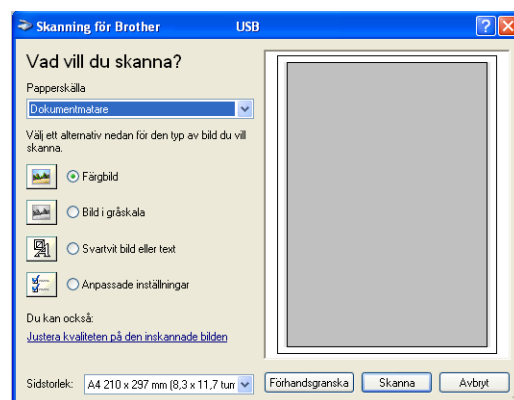 Skanning för Brother USB
Vad vill du skanna?
Papperskälla
Dokumentmatare
Välj ett alternativ nedan för den typ av bild du vill
skanna.
Färgbild
Bild i gråskala
Svartvit bild eller text
Anpassade inställningar
Du kan också:
Justera kvaliteten på den inskannade bilden
Sidstorlek: A4 210 x 297 mm (8,3 x 11,7 tum
Förhandsgranska Skanna Avbryt